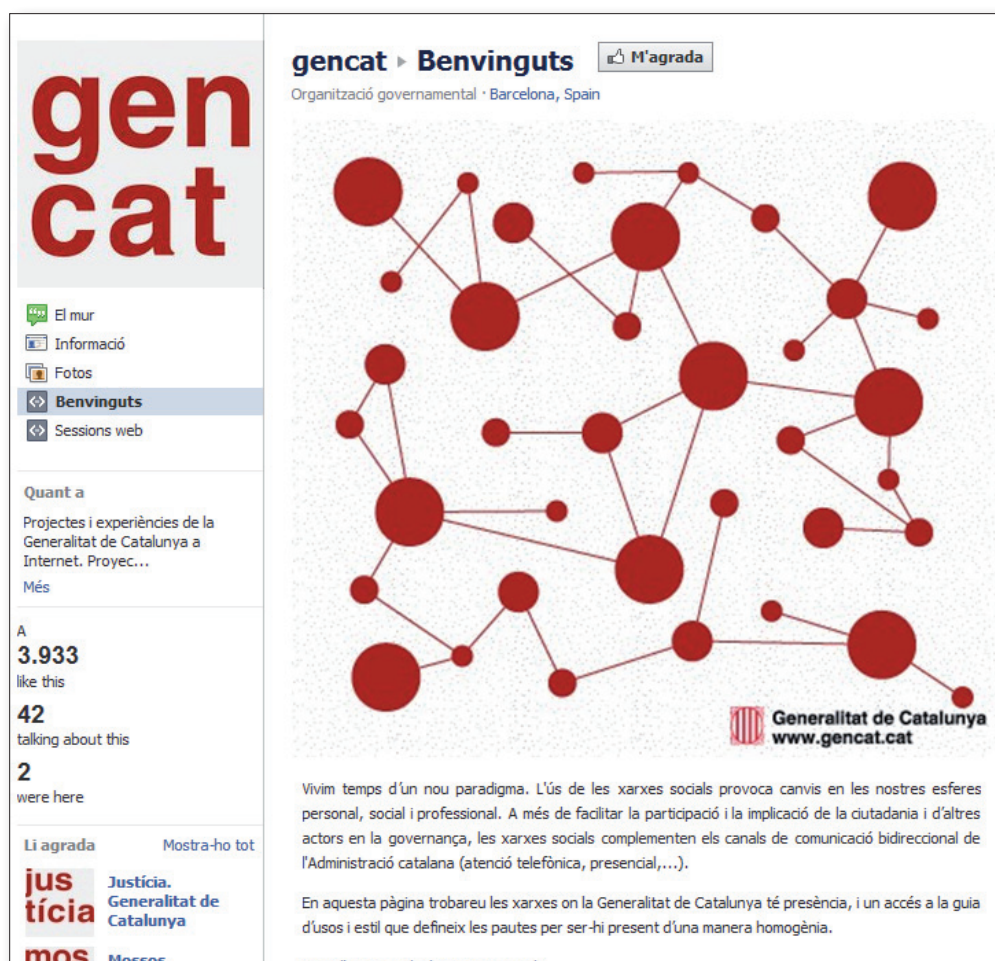 gen
cat
El mur
Informació
Fotos
Benvinguts
Sessions web
Quant a
Projectes i experiències de la
Generalitat de Catalunya a
Internet. Proyec...
Més
A
3.933
like this
42
talking about this
2
were here
Li agrada Mostra-ho tot
jus
tícia
Justícia.
Generalitat de
Catalunya
mos
Mossos
gencat ▸ Benvinguts M'agrada
Organització governamental · Barcelona, Spain
Generalitat de Catalunya
www.gencat.cat
Vivim temps d´un nou paradigma. L'ús de les xarxes socials provoca canvis en les nostres esferes
personal, social i professional. A més de facilitar la participació i la implicació de la ciutadania i d'altres
actors en la governança, les xarxes socials complementen els canals de comunicació bidireccional de
l'Administració catalana (atenció telefònica, presencial,...).
En aquesta pàgina trobareu les xarxes on la Generalitat de Catalunya té presència, i un accés a la guia
d'usos i estil que defineix les pautes per ser-hi present d'una manera homogènia.